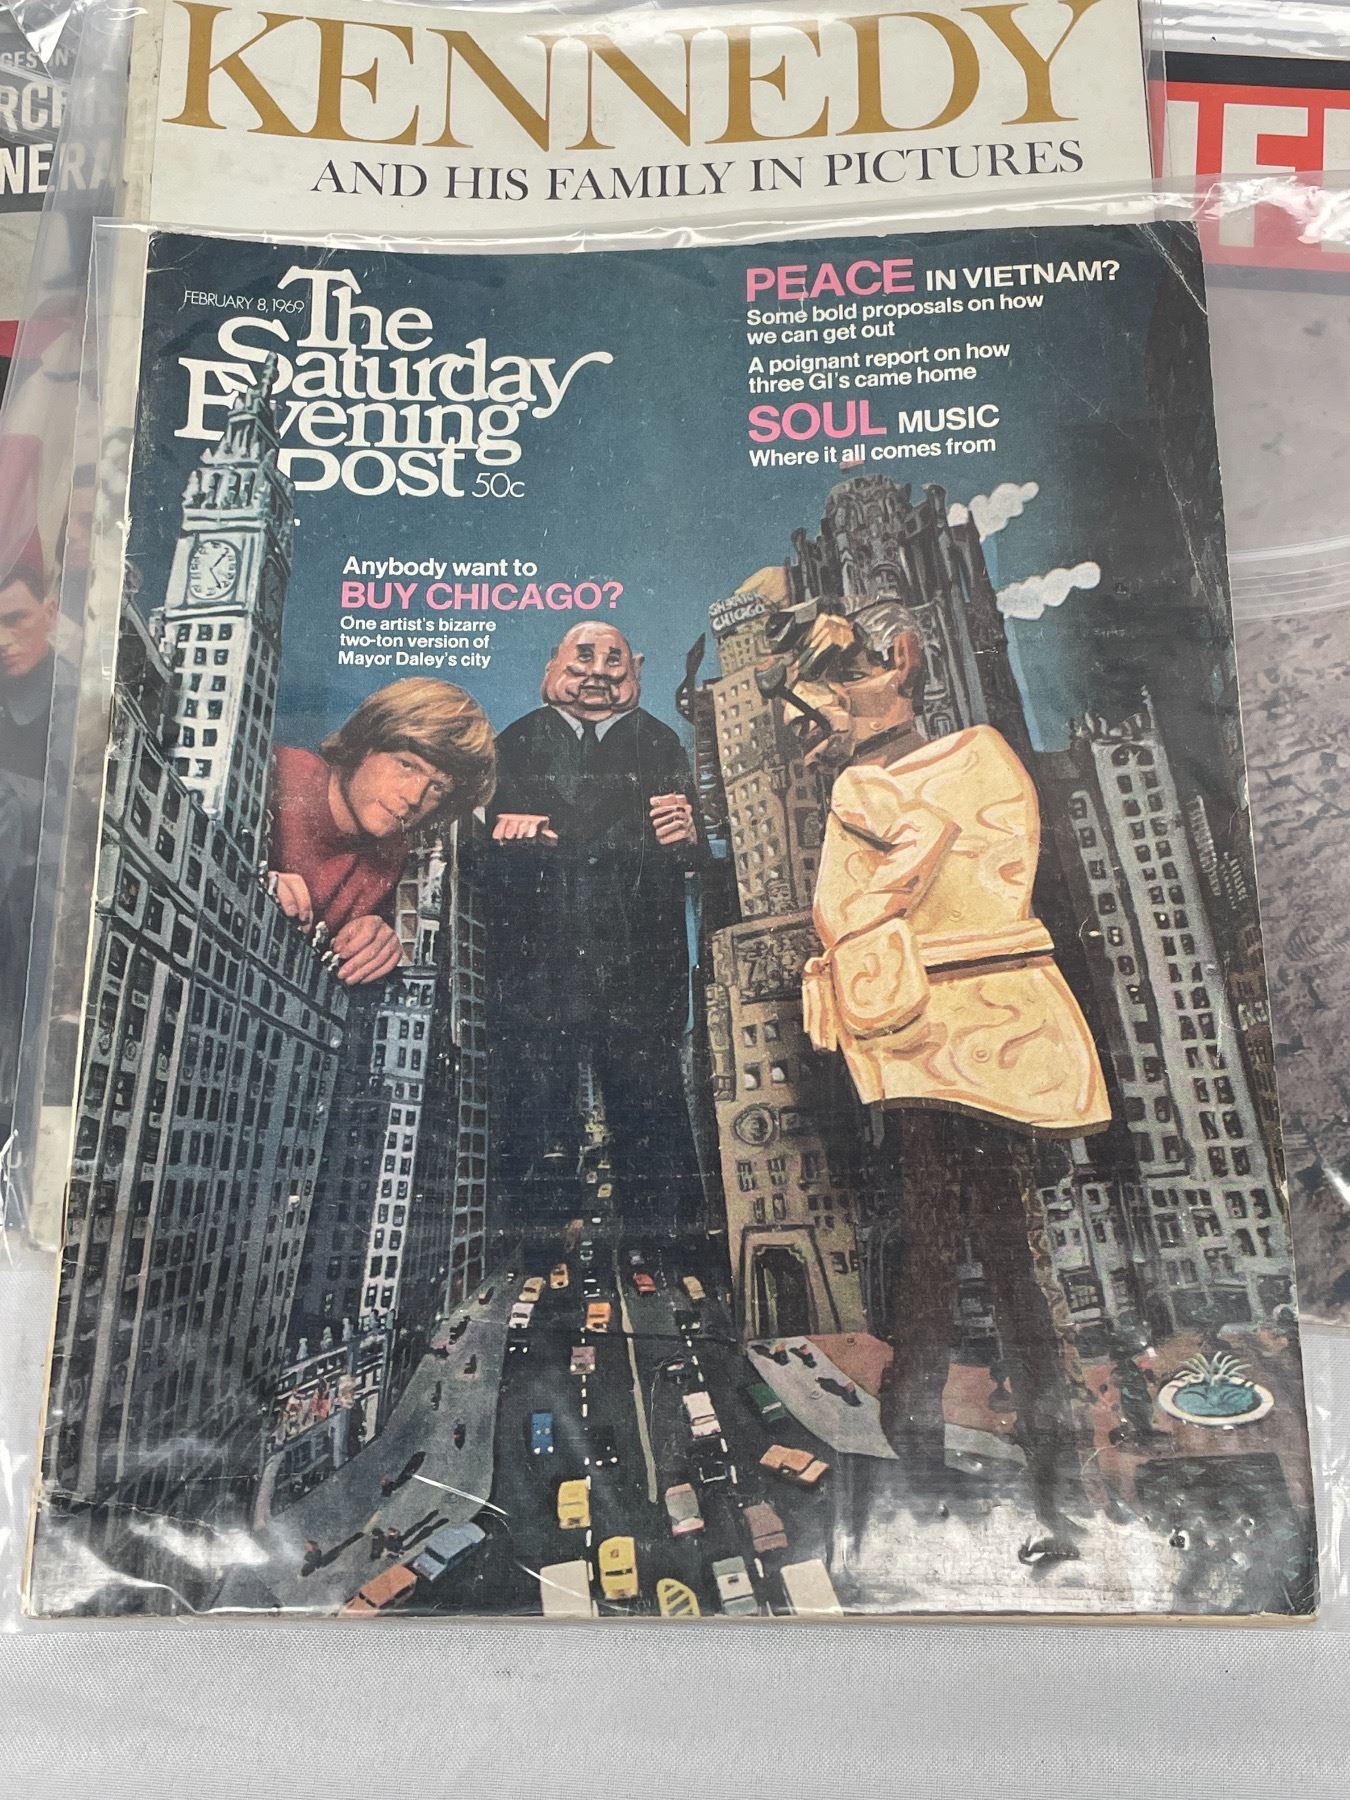 KENNEDY
AND HIS FAMILY IN PICTURES
FEBRUARY 8, 1969
The
Saturday
Evening
Post 50c
PEACE IN VIETNAM?
Some bold proposals on how
we can get out
A poignant report on how
three GI's came home
SOUL MUSIC
Where it all comes from
Anybody want to
BUY CHICAGO?
One artist's bizarre
two-ton version of
Mayor Daley's city
CHICAGO